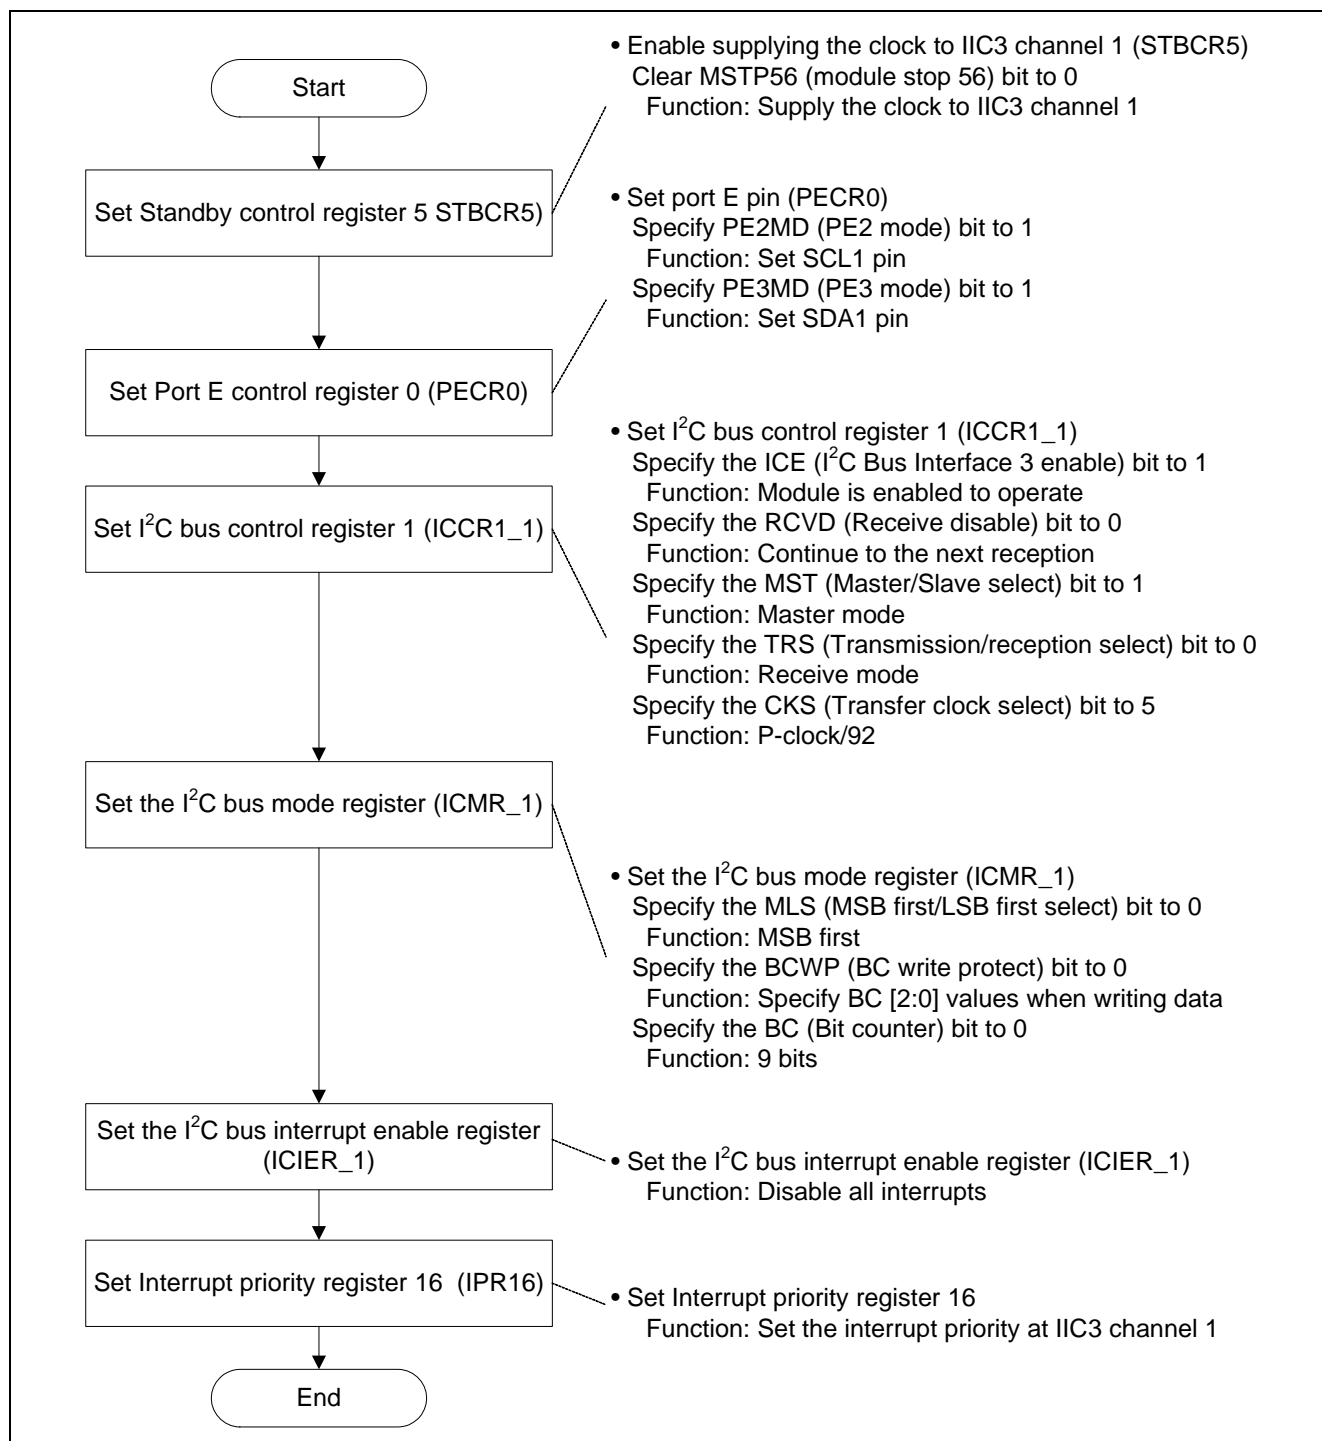 Start
Set Standby control register 5 STBCR5)
Set Port E control register 0 (PECR0)
Set I²C bus control register 1 (ICCR1_1)
Set the I²C bus mode register (ICMR_1)
Set the I²C bus interrupt enable register
(ICIER_1)
Set Interrupt priority register 16 (IPR16)
End
• Enable supplying the clock to IIC3 channel 1 (STBCR5)
Clear MSTP56 (module stop 56) bit to 0
Function: Supply the clock to IIC3 channel 1
• Set port E pin (PECR0)
Specify PE2MD (PE2 mode) bit to 1
Function: Set SCL1 pin
Specify PE3MD (PE3 mode) bit to 1
Function: Set SDA1 pin
• Set I²C bus control register 1 (ICCR1_1)
Specify the ICE (I²C Bus Interface 3 enable) bit to 1
Function: Module is enabled to operate
Specify the RCVD (Receive disable) bit to 0
Function: Continue to the next reception
Specify the MST (Master/Slave select) bit to 1
Function: Master mode
Specify the TRS (Transmission/reception select) bit to 0
Function: Receive mode
Specify the CKS (Transfer clock select) bit to 5
Function: P-clock/92
• Set the I²C bus mode register (ICMR_1)
Specify the MLS (MSB first/LSB first select) bit to 0
Function: MSB first
Specify the BCWP (BC write protect) bit to 0
Function: Specify BC [2:0] values when writing data
Specify the BC (Bit counter) bit to 0
Function: 9 bits
• Set the I²C bus interrupt enable register (ICIER_1)
Function: Disable all interrupts
• Set Interrupt priority register 16
Function: Set the interrupt priority at IIC3 channel 1